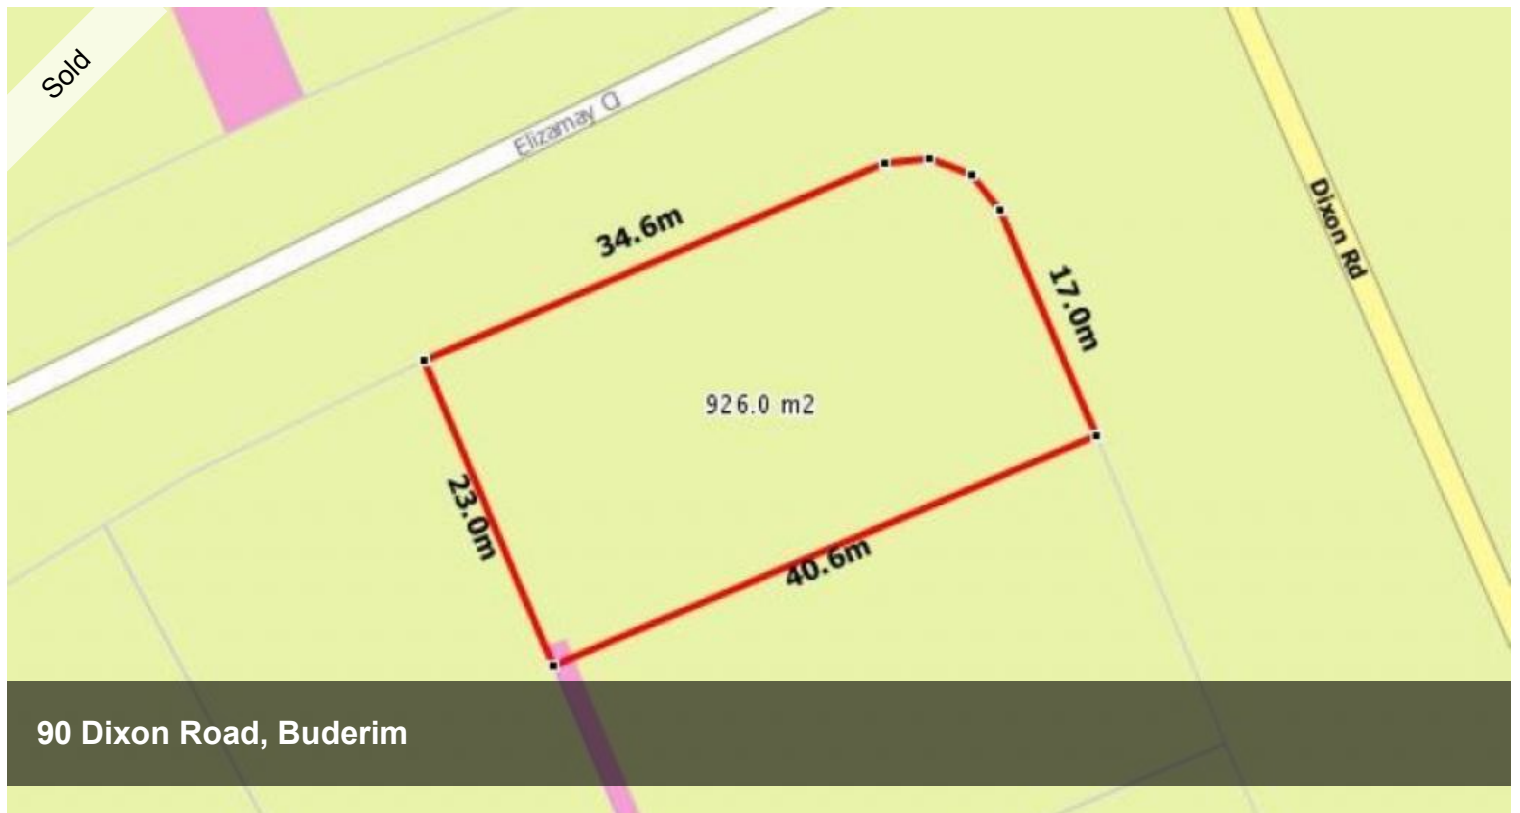 Sold
Elizamay Cl
Dixon Rd
34.6m
17.0m
926.0 m2
23.0m
40.6m
90 Dixon Road, Buderim